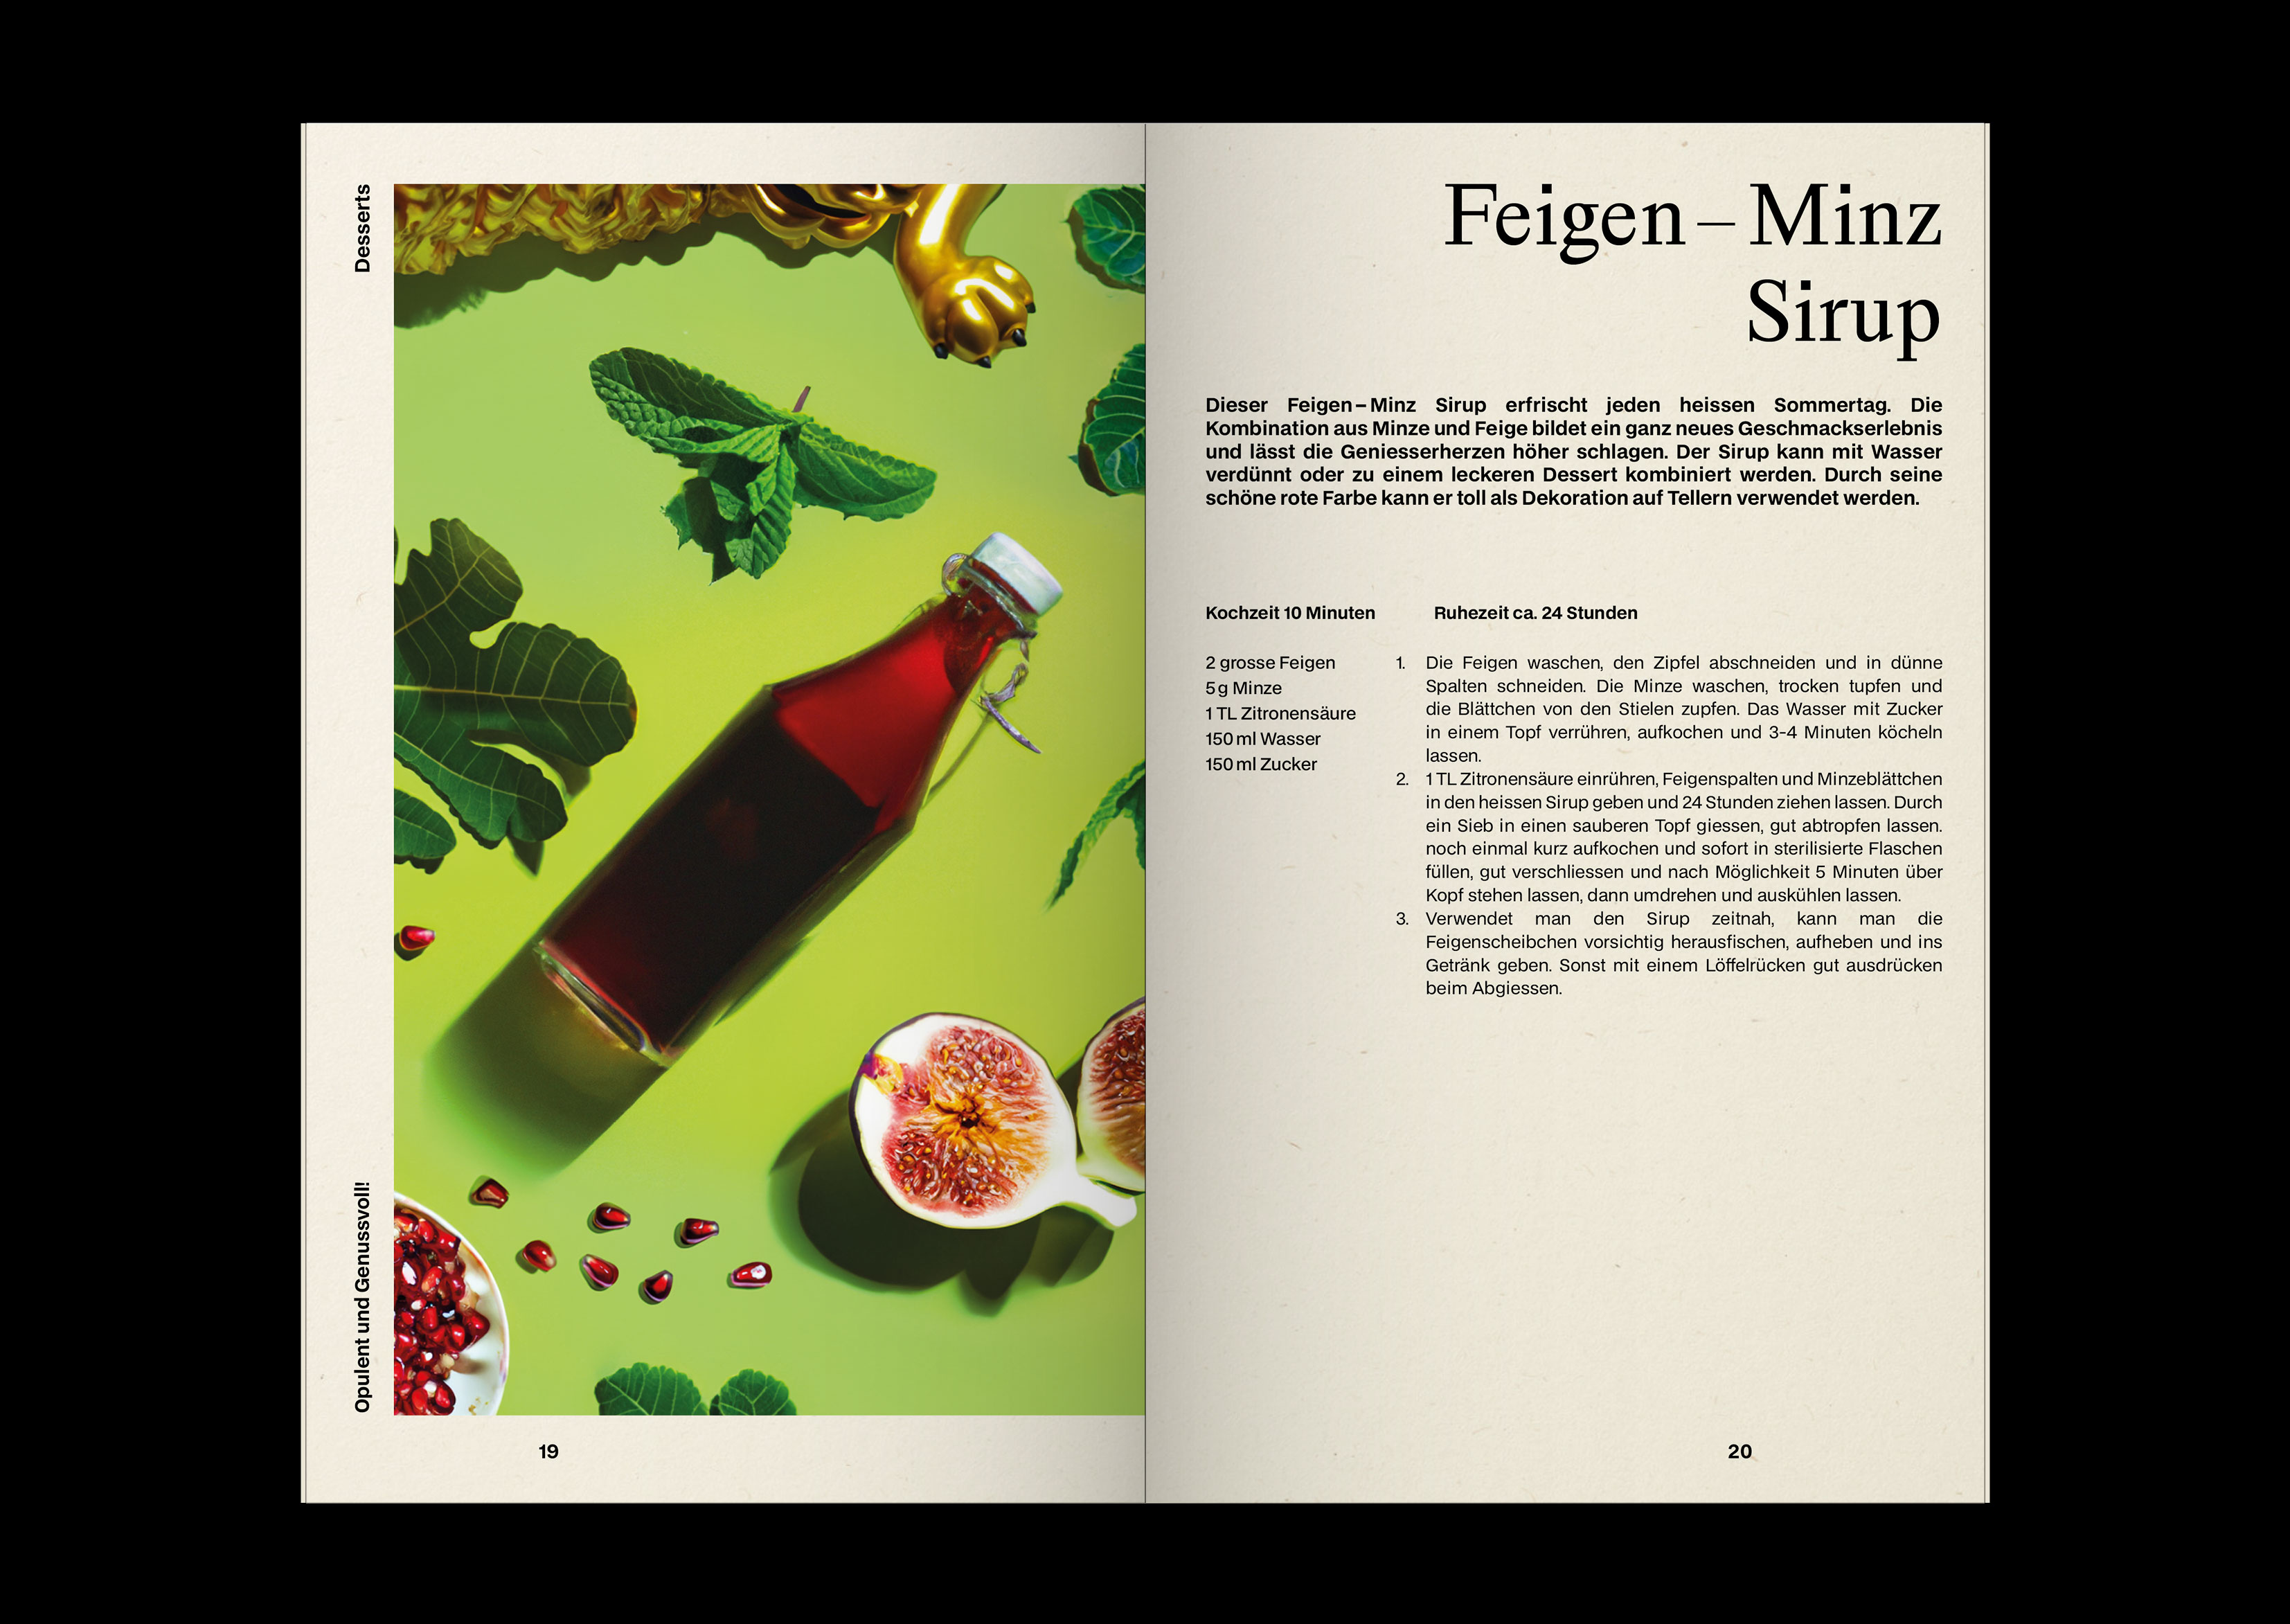 Desserts
Opulent und Genussvoll!
19
Feigen – Minz
Sirup
Dieser Feigen – Minz Sirup erfrischt jeden heissen Sommertag. Die
Kombination aus Minze und Feige bildet ein ganz neues Geschmackserlebnis
und lässt die Geniesserherzen höher schlagen. Der Sirup kann mit Wasser
verdünnt oder zu einem leckeren Dessert kombiniert werden. Durch seine
schöne rote Farbe kann er toll als Dekoration auf Tellern verwendet werden.
Kochzeit 10 Minuten
Ruhezeit ca. 24 Stunden
2 grosse Feigen
5 g Minze
1 TL Zitronensäure
150 ml Wasser
150 ml Zucker
1. Die Feigen waschen, den Zipfel abschneiden und in dünne
Spalten schneiden. Die Minze waschen, trocken tupfen und
die Blättchen von den Stielen zupfen. Das Wasser mit Zucker
in einem Topf verrühren, aufkochen und 3-4 Minuten köcheln
lassen.
2. 1 TL Zitronensäure einrühren, Feigenspalten und Minzeblättchen
in den heissen Sirup geben und 24 Stunden ziehen lassen. Durch
ein Sieb in einen sauberen Topf giessen, gut abtropfen lassen.
noch einmal kurz aufkochen und sofort in sterilisierte Flaschen
füllen, gut verschliessen und nach Möglichkeit 5 Minuten über
Kopf stehen lassen, dann umdrehen und auskühlen lassen.
3. Verwendet man den Sirup zeitnah, kann man die
Feigenscheibchen vorsichtig herausfischen, aufheben und ins
Getränk geben. Sonst mit einem Löffelrücken gut ausdrücken
beim Abgiessen.
20